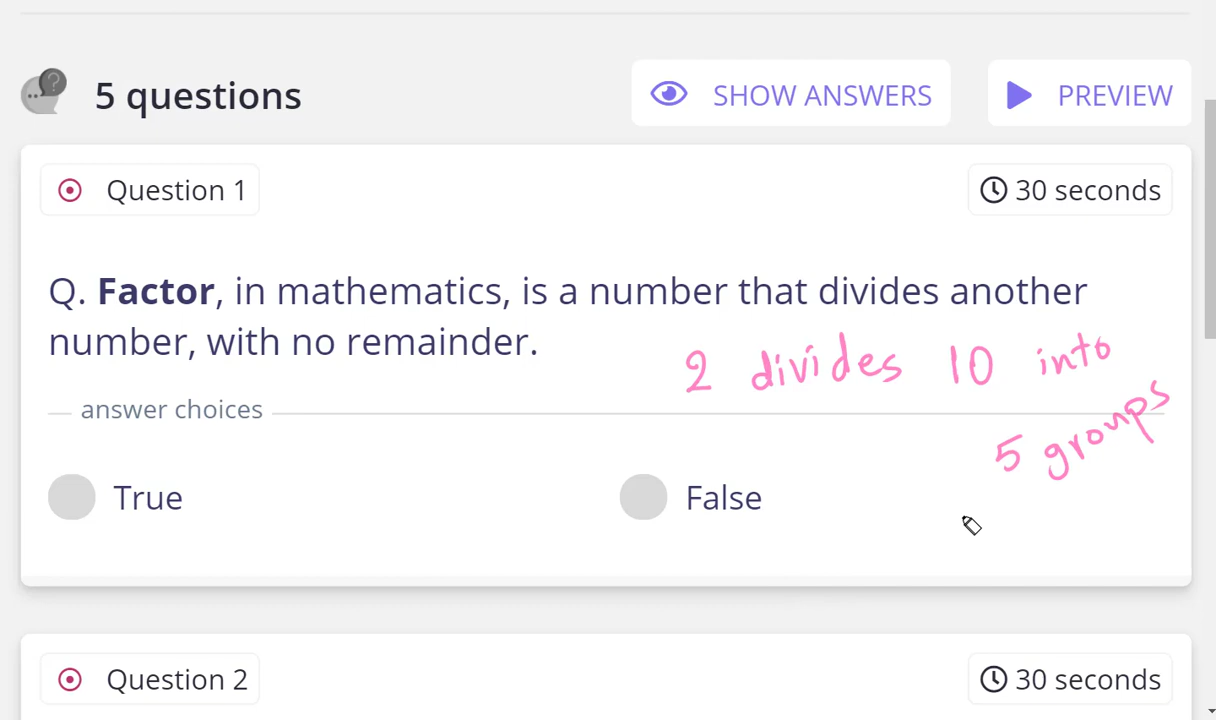 5 questions
SHOW ANSWERS
PREVIEW
Question 1
30 seconds
Q. Factor, in mathematics, is a number that divides another
number, with no remainder.
2 divides 10 into
5 groups
answer choices
True
False
Question 2
30 seconds